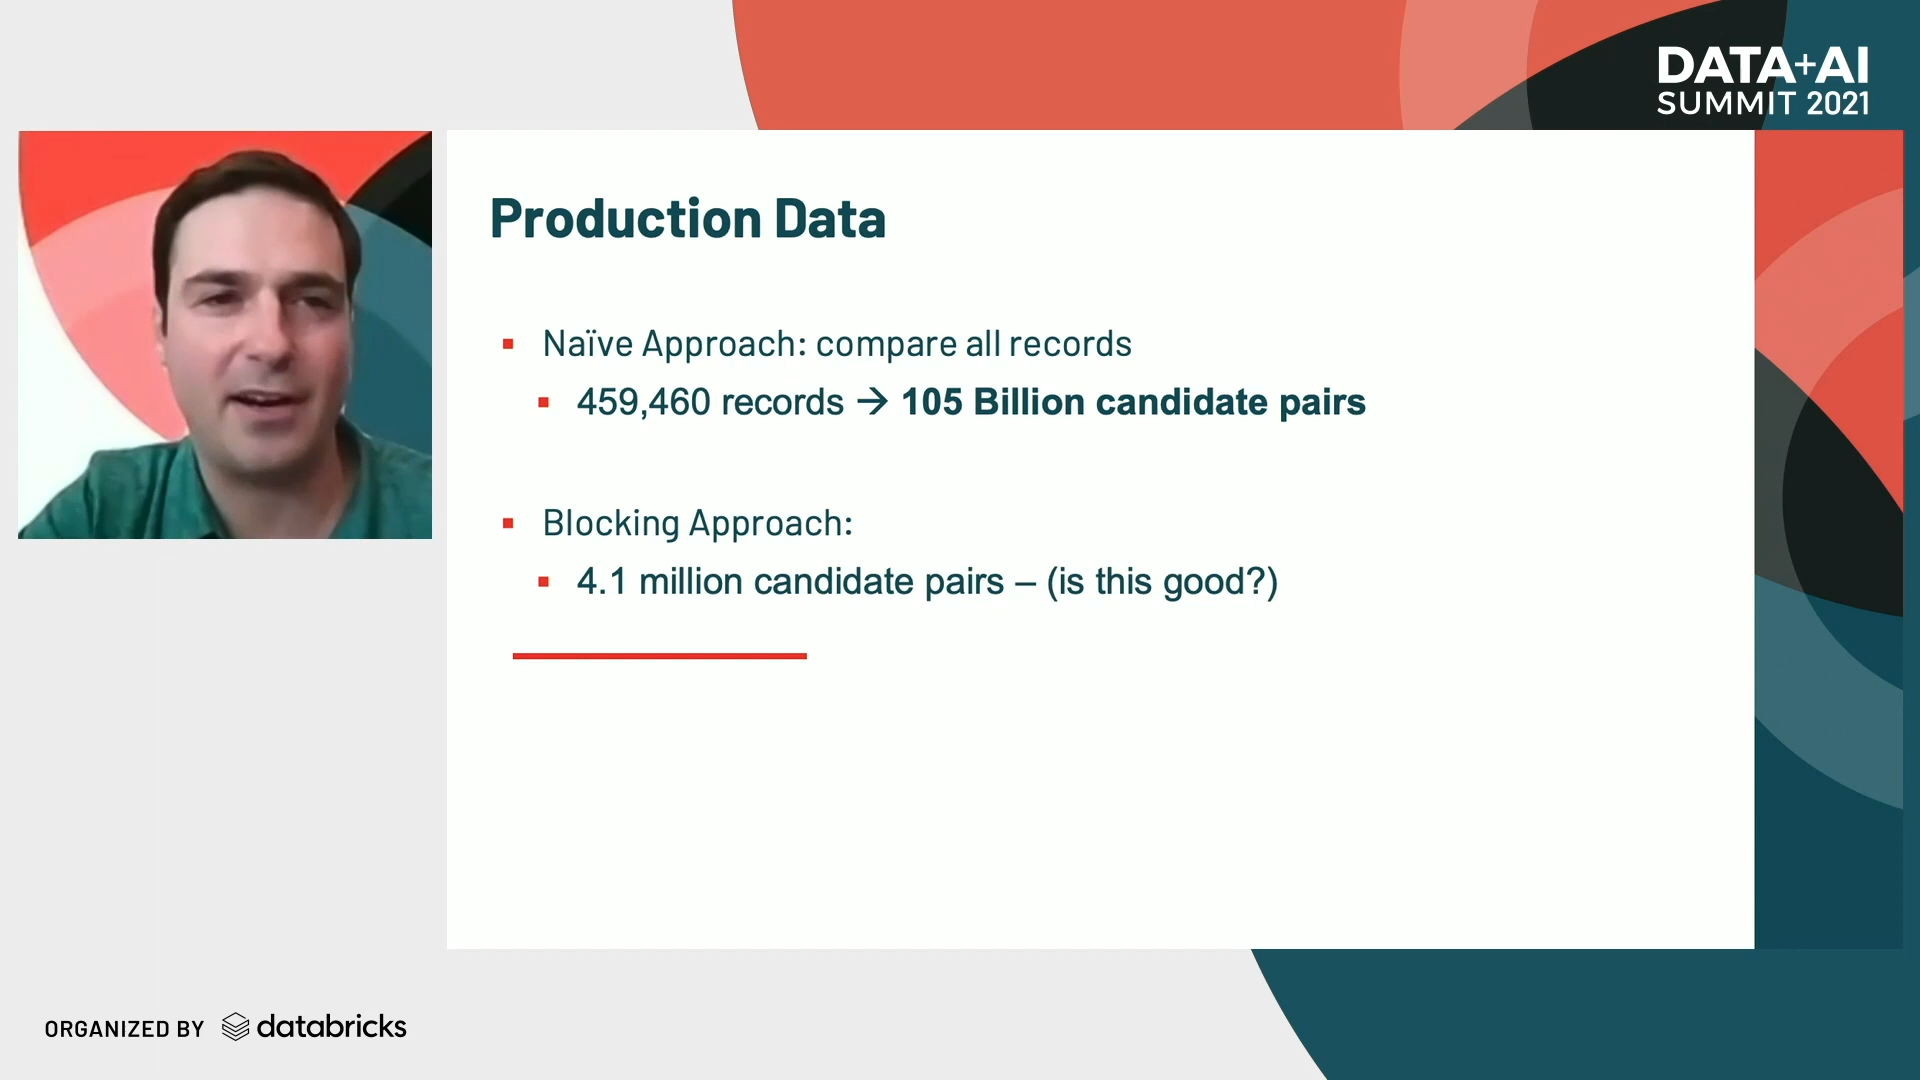 DATA+AI
SUMMIT 2021
Production Data
Naïve Approach: compare all records
459,460 records → 105 Billion candidate pairs
Blocking Approach:
4.1 million candidate pairs – (is this good?)
ORGANIZED BY databricks